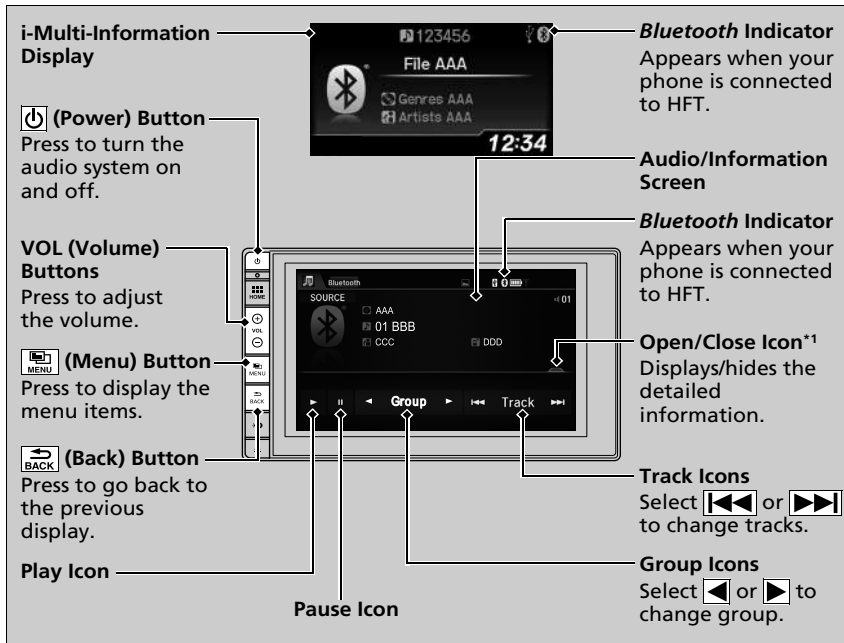 i-Multi-Information
Display
(Power) Button
Press to turn the
audio system on
and off.
VOL (Volume)
Buttons
Press to adjust
the volume.
MENU (Menu) Button
Press to display the
menu items.
BACK (Back) Button
Press to go back to
the previous
display.
Play Icon
Pause Icon
123456
File AAA
Genres AAA
Artists AAA
12:34
HOME
VOL
MENU
BACK
Bluetooth
SOURCE
01
AAA
01 BBB
CCC
DDD
Group
Track
Bluetooth Indicator
Appears when your
phone is connected
to HFT.
Audio/Information
Screen
Bluetooth Indicator
Appears when your
phone is connected
to HFT.
Open/Close Icon*1
Displays/hides the
detailed
information.
Track Icons
Select or
to change tracks.
Group Icons
Select or to
change group.